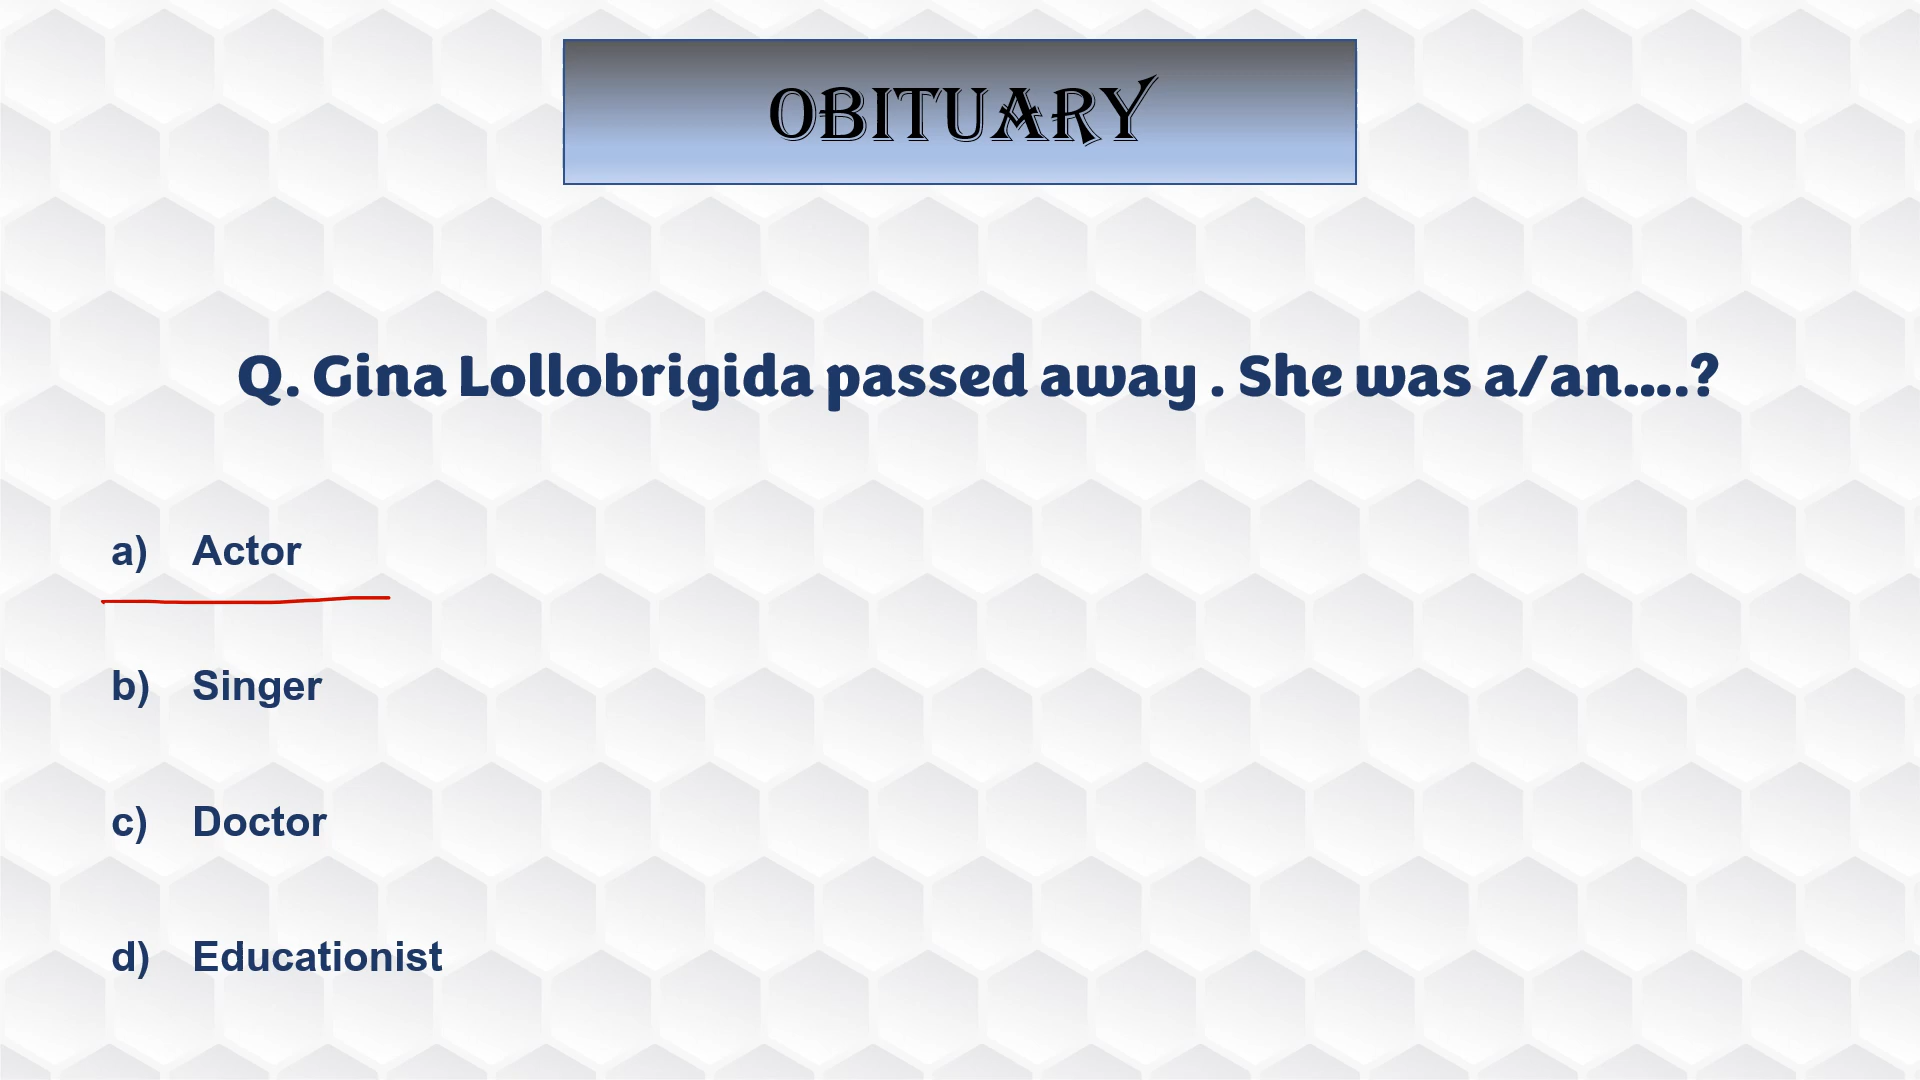 OBITUARY
Q. Gina Lollobrigida passed away . She was a/an....?
a) Actor
b) Singer
c) Doctor
d) Educationist